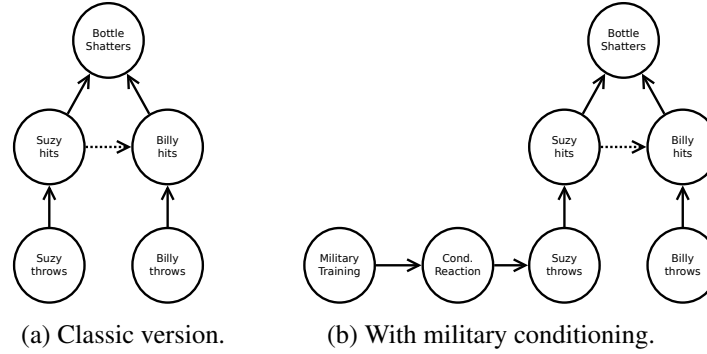 Bottle
Shatters
Suzy
hits
Billy
hits
Suzy
throws
Billy
throws
(a) Classic version.
Bottle
Shatters
Suzy
hits
Billy
hits
Military
Training
Cond.
Reaction
Suzy
throws
Billy
throws
(b) With military conditioning.